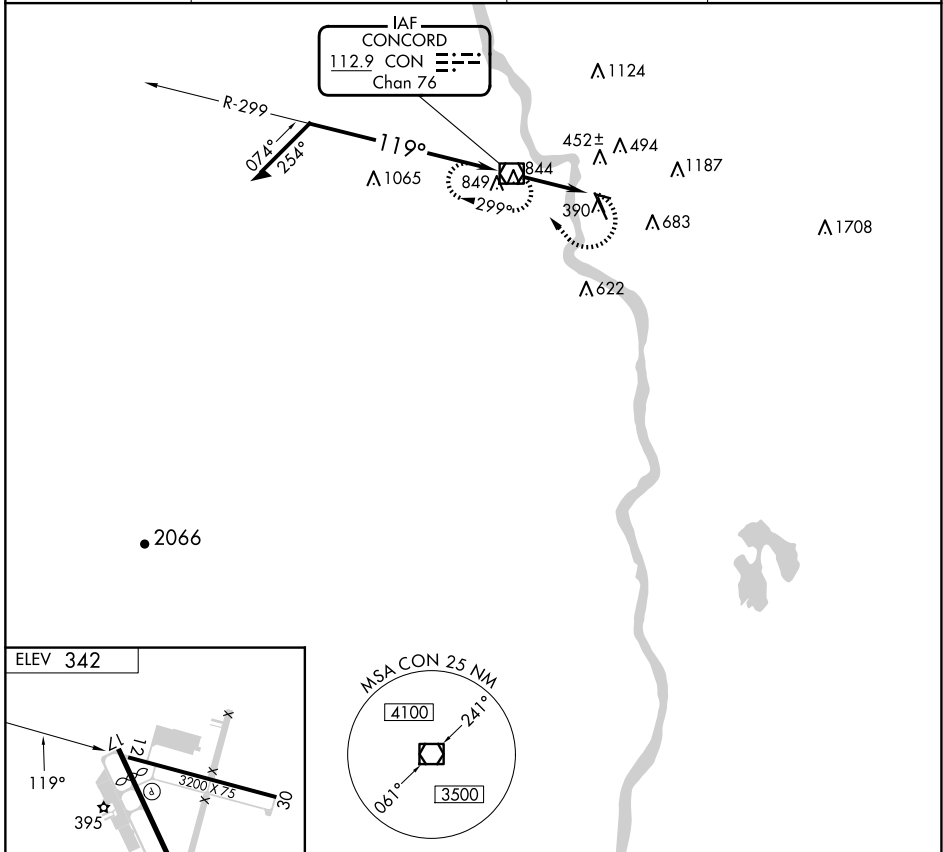 IAF
CONCORD
112.9 CON
Chan 76
R-299
074°
254°
119°
299°
1124
452±
494
1187
1065
849
844
390
683
1708
622
2066
ELEV 342
119°
17
12
3200 X 75
30
395
MSA CON 25 NM
4100
241°
061°
3500
X
X
X